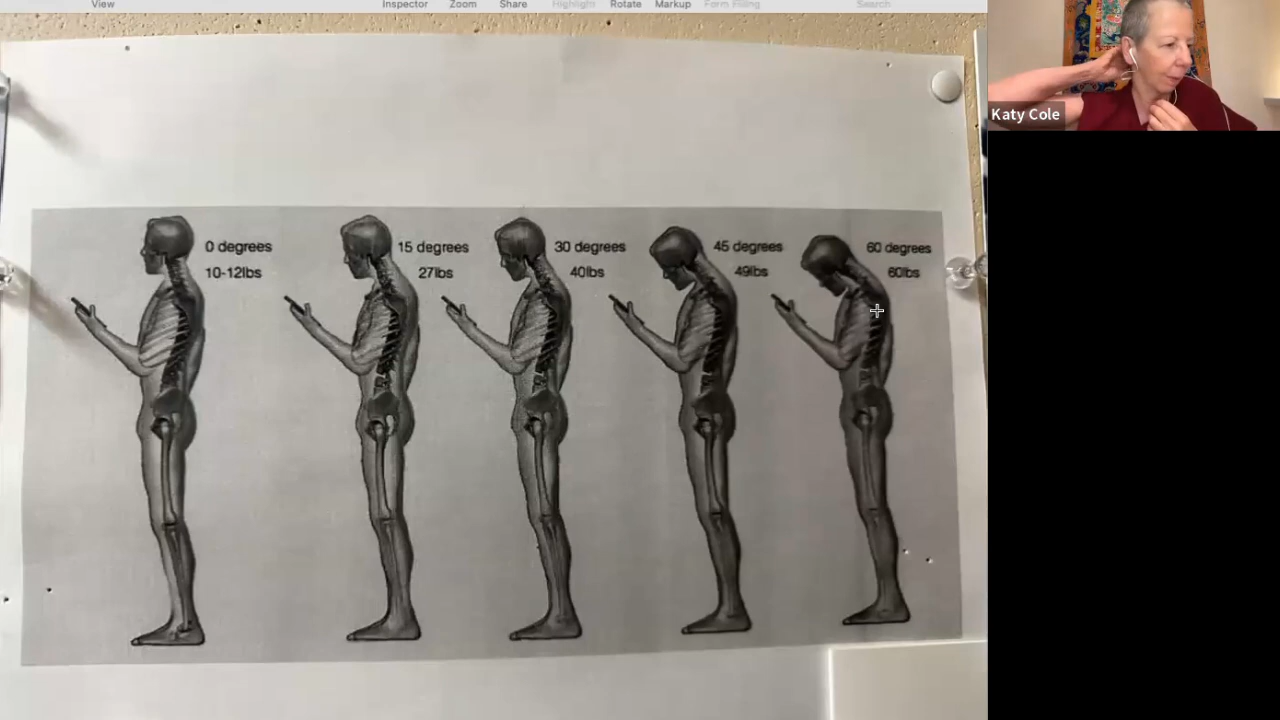 View Inspector Zoom Share Highlight Rotate Markup Form Filling Search
Katy Cole
0 degrees
10-12lbs
15 degrees
27lbs
30 degrees
40lbs
45 degrees
49lbs
60 degrees
60lbs